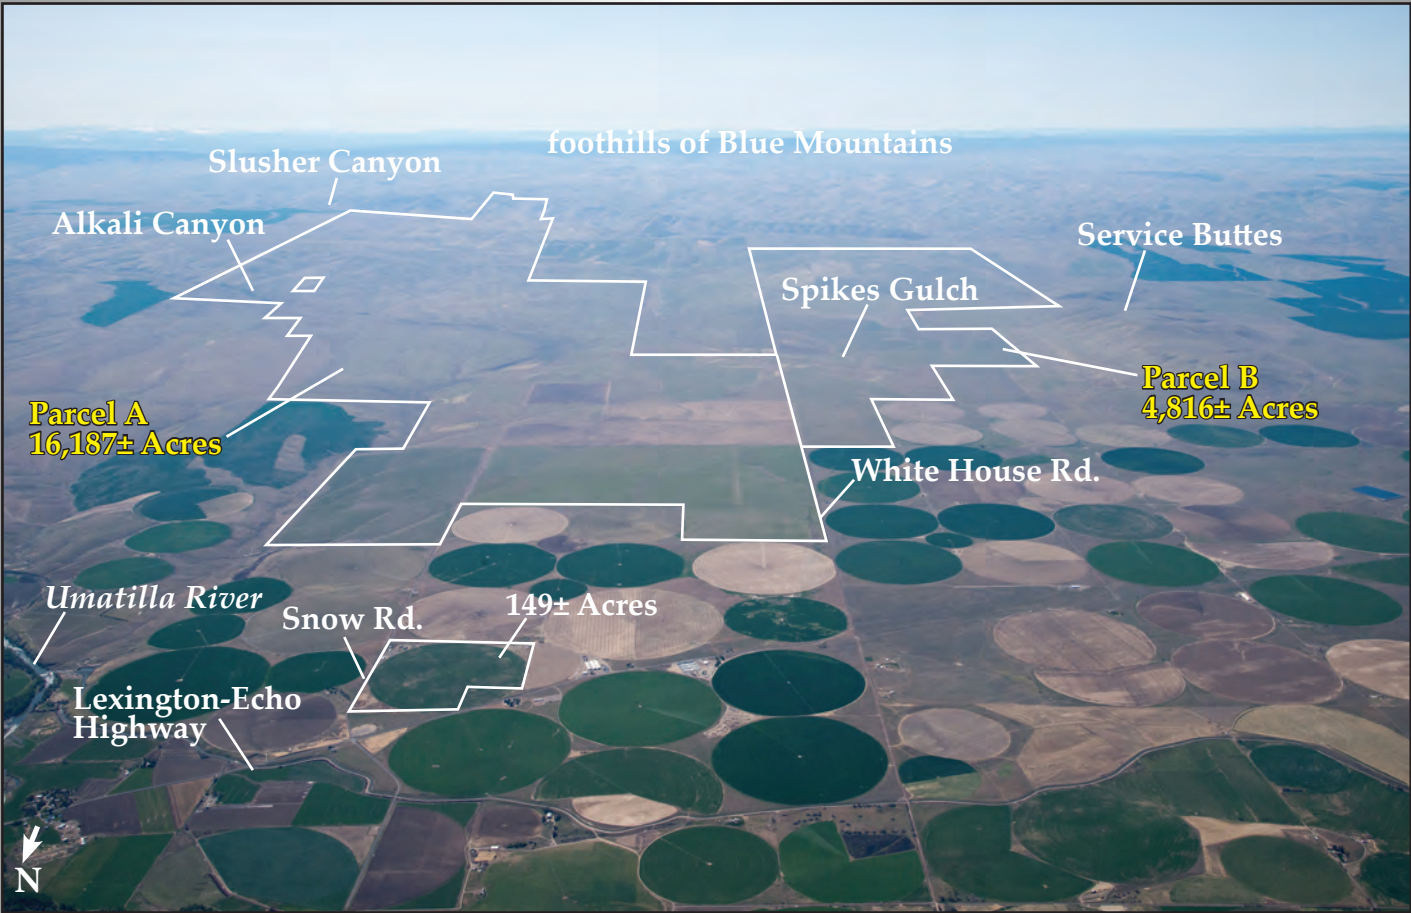 foothills of Blue Mountains
Slusher Canyon
Alkali Canyon
Service Buttes
Spikes Gulch
Parcel B
4,816± Acres
Parcel A
16,187± Acres
White House Rd.
Umatilla River
149± Acres
Snow Rd.
Lexington-Echo
Highway
N